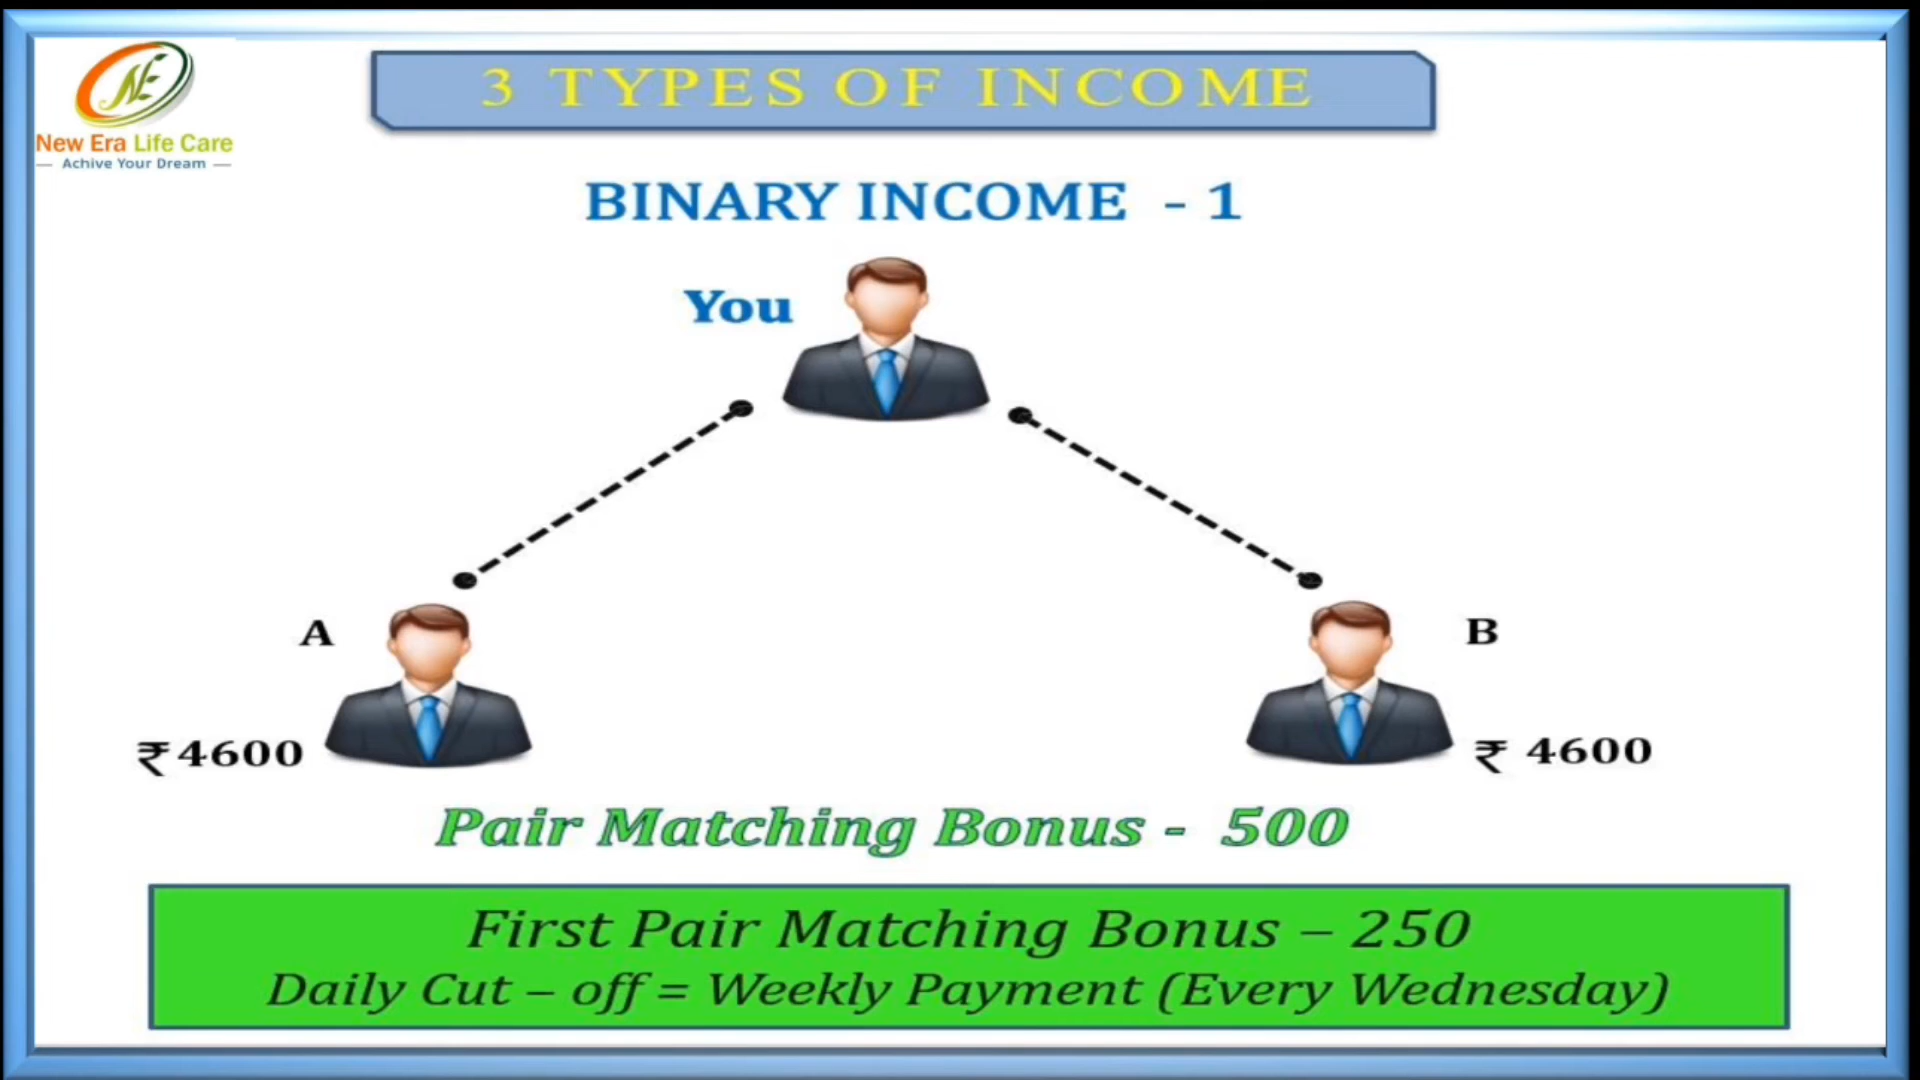 3 TYPES OF INCOME
New Era Life Care
— Achive Your Dream —
BINARY INCOME - 1
You
A
B
₹4600
₹ 4600
Pair Matching Bonus - 500
First Pair Matching Bonus – 250
Daily Cut – off = Weekly Payment (Every Wednesday)